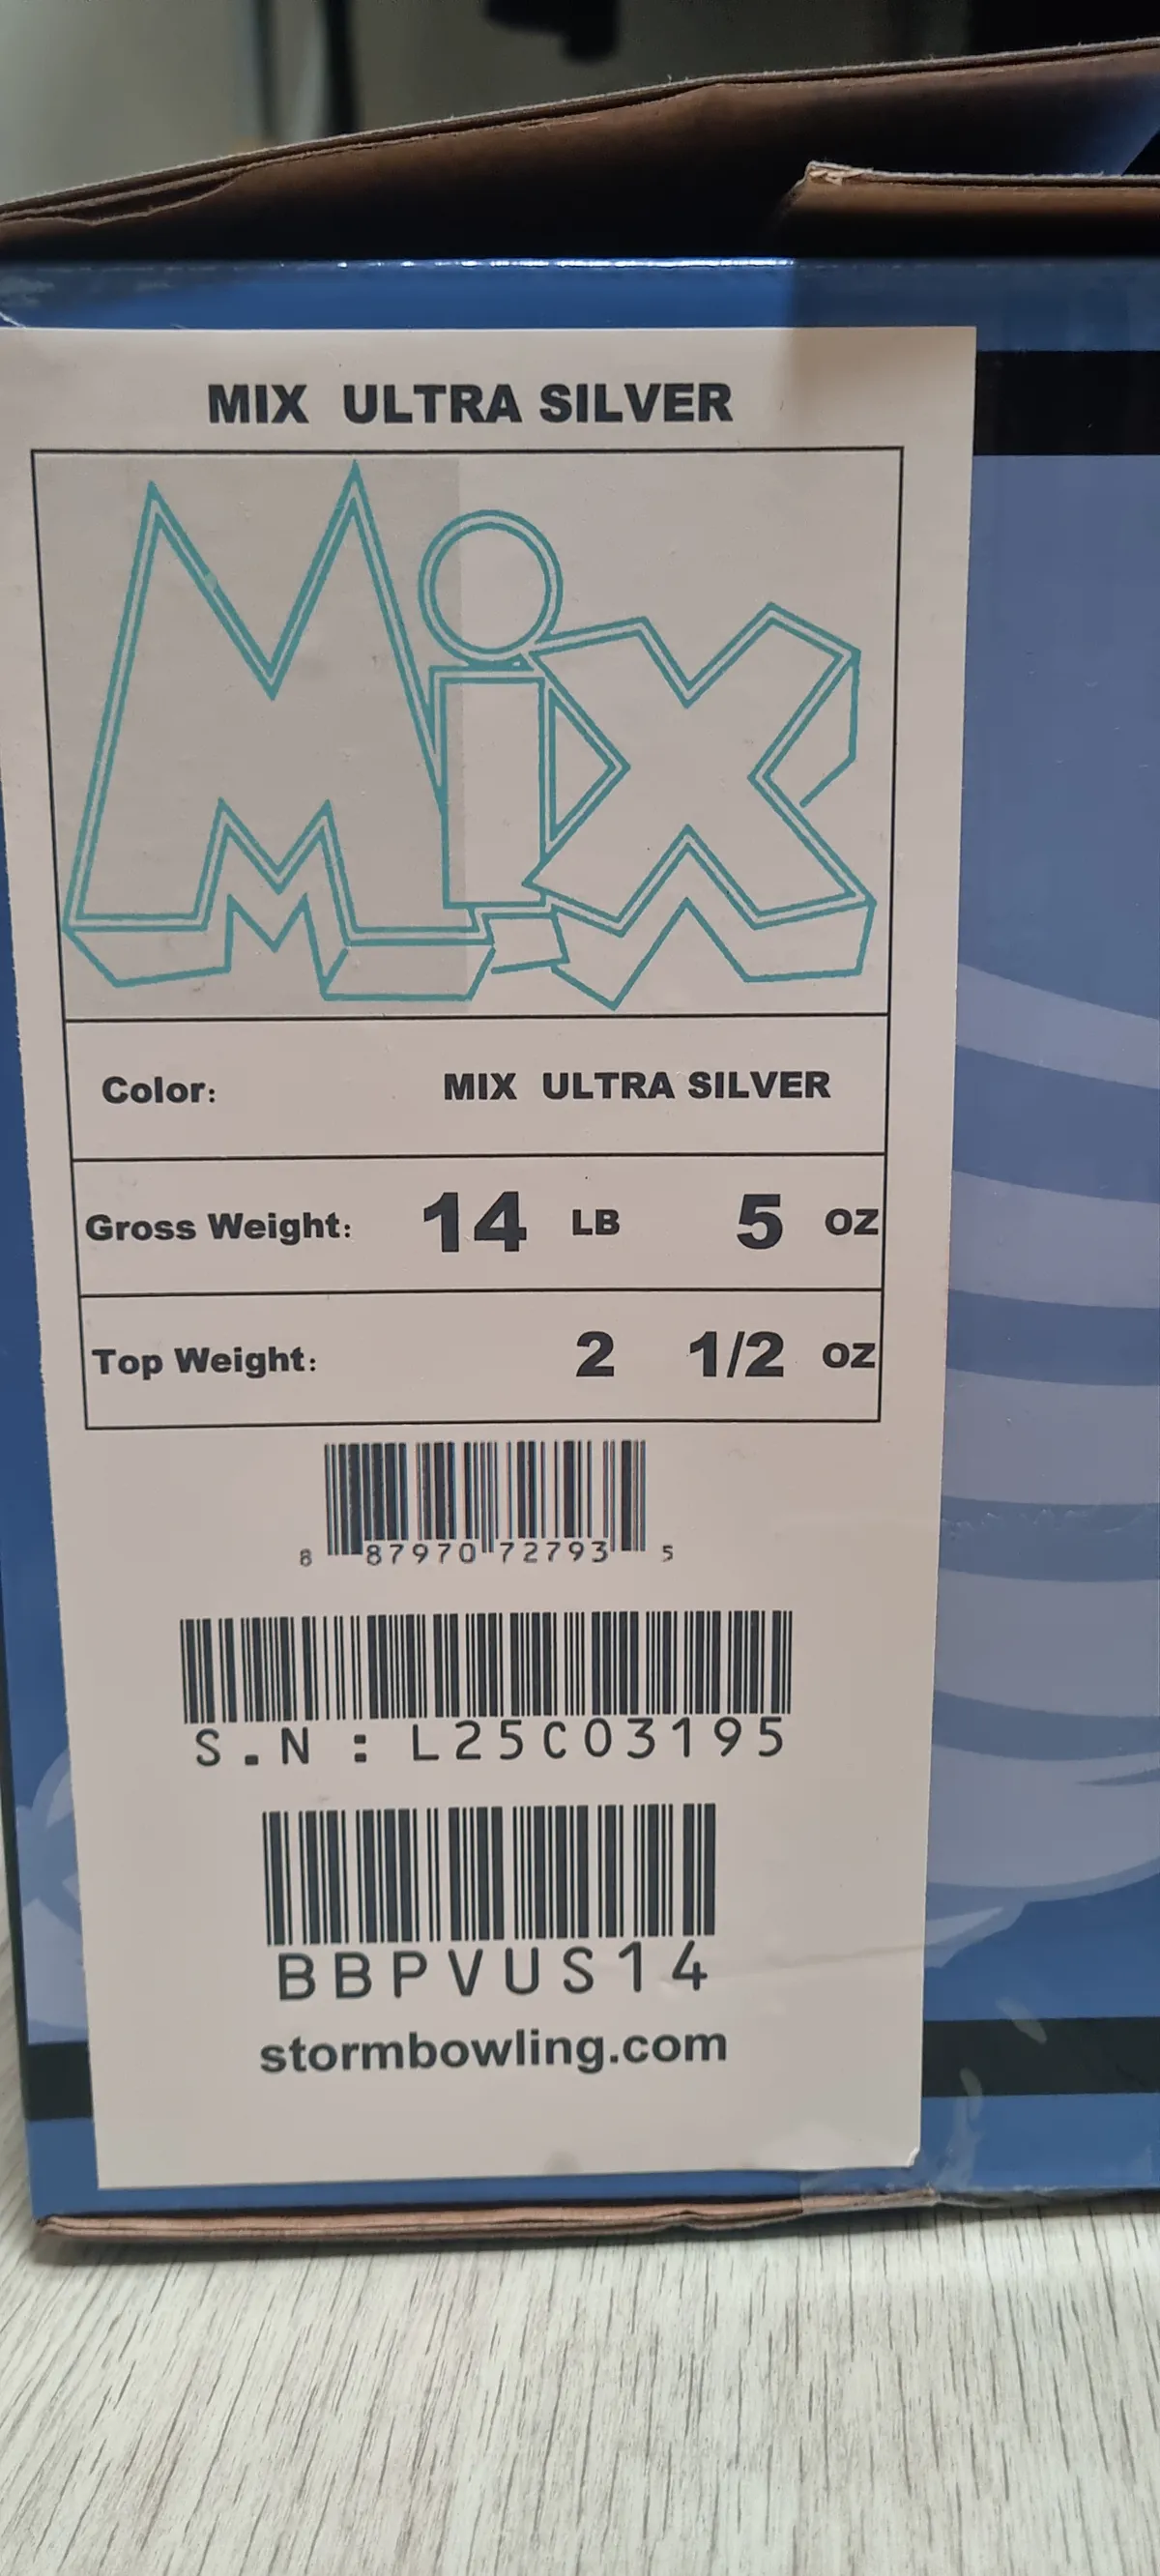 MIX ULTRA SILVER
Mix
Color: MIX ULTRA SILVER
Gross Weight: 14 LB 5 OZ
Top Weight: 2 1/2 OZ
8 87970 72793 5
S.N : L25C03195
BBPVUS14
stormbowling.com